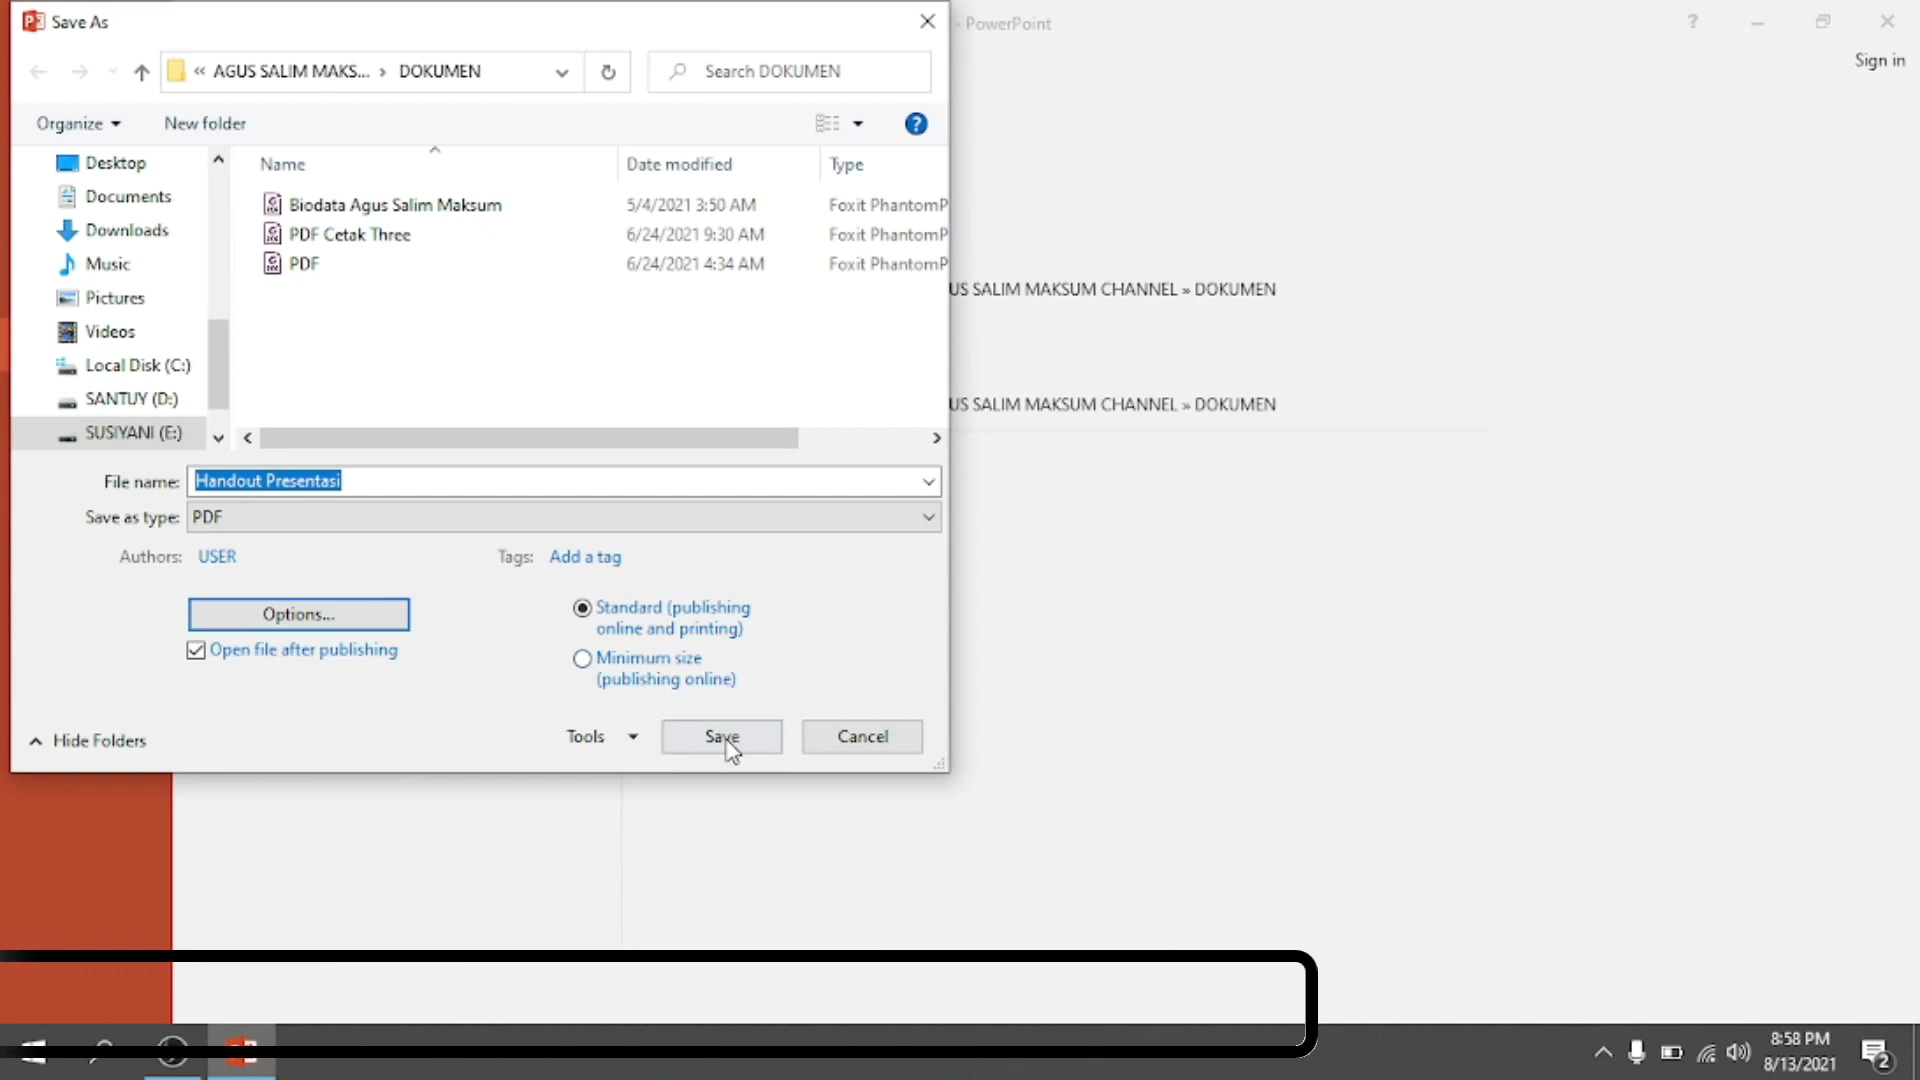 Save As
- PowerPoint
Sign in
« AGUS SALIM MAKS... › DOKUMEN
Search DOKUMEN
Organize
New folder
Desktop
Documents
Downloads
Music
Pictures
Videos
Local Disk (C:)
SANTUY (D:)
SUSIYANI (E:)
Name Date modified Type
Biodata Agus Salim Maksum 5/4/2021 3:50 AM Foxit PhantomP
PDF Cetak Three 6/24/2021 9:30 AM Foxit PhantomP
PDF 6/24/2021 4:34 AM Foxit PhantomP
US SALIM MAKSUM CHANNEL » DOKUMEN
US SALIM MAKSUM CHANNEL » DOKUMEN
File name: Handout Presentasi
Save as type: PDF
Authors: USER
Tags: Add a tag
Options...
Open file after publishing
Standard (publishing
online and printing)
Minimum size
(publishing online)
Hide Folders
Tools
Save
Cancel
8:58 PM
8/13/2021
2